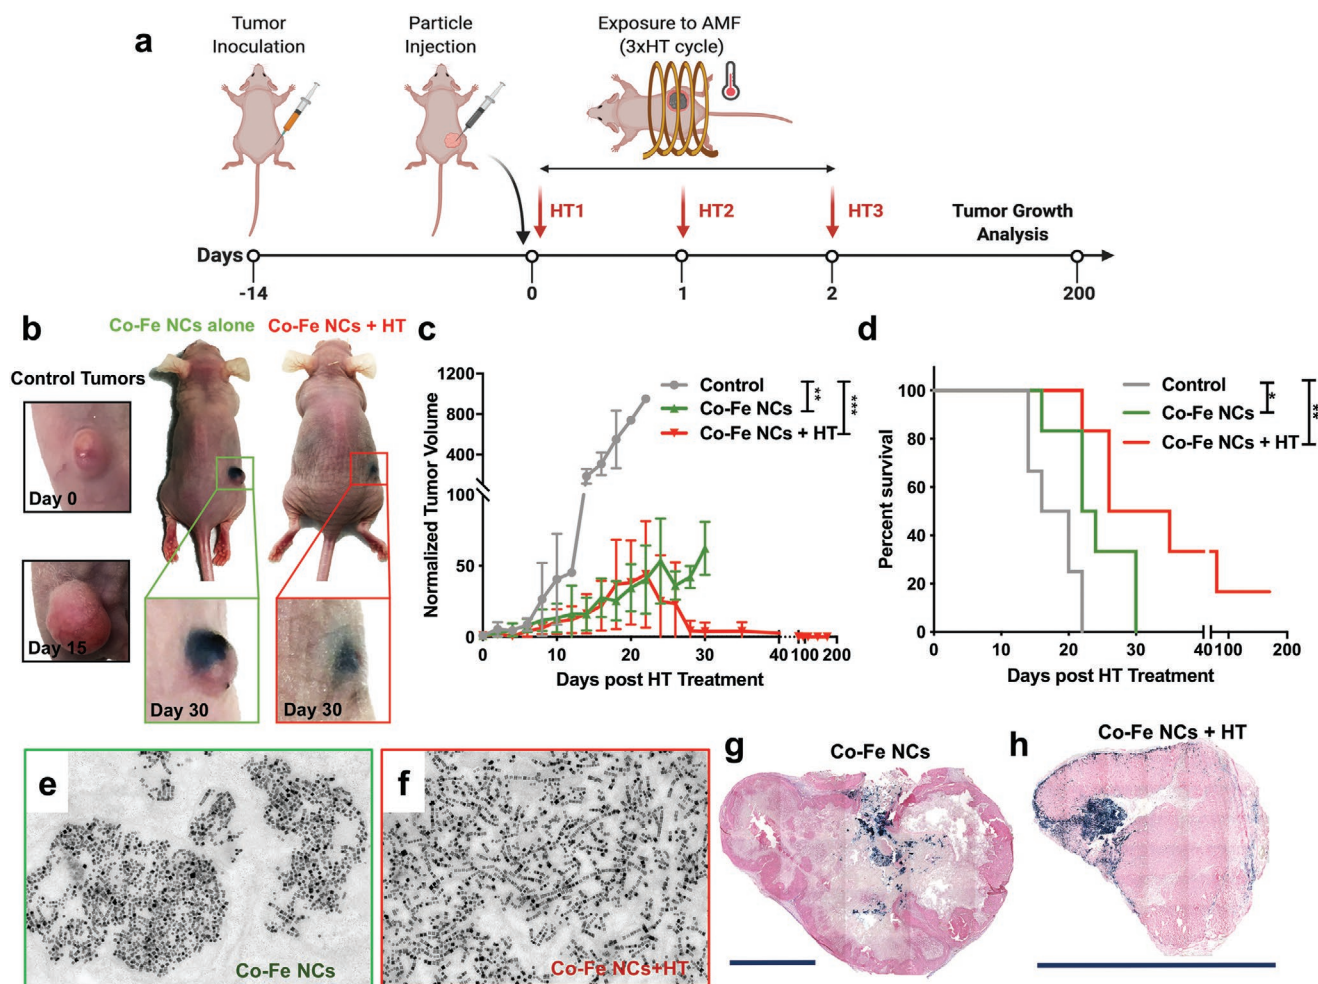 a
Tumor
Inoculation
Particle
Injection
Exposure to AMF
(3xHT cycle)
HT1
HT2
HT3
Tumor Growth
Analysis
Days
-14
0
1
2
200
b
Co-Fe NCs alone
Co-Fe NCs + HT
Control Tumors
Day 0
Day 15
Day 30
Day 30
c
Normalized Tumor Volume
1200
800
400
100
50
0
Control
Co-Fe NCs
Co-Fe NCs + HT
**
***
0
10
20
30
40
100
200
Days post HT Treatment
d
Percent survival
100
80
60
40
20
0
Control
Co-Fe NCs
Co-Fe NCs + HT
*
**
0
10
20
30
40
100
200
Days post HT Treatment
e
Co-Fe NCs
f
Co-Fe NCs+HT
g
Co-Fe NCs
h
Co-Fe NCs + HT